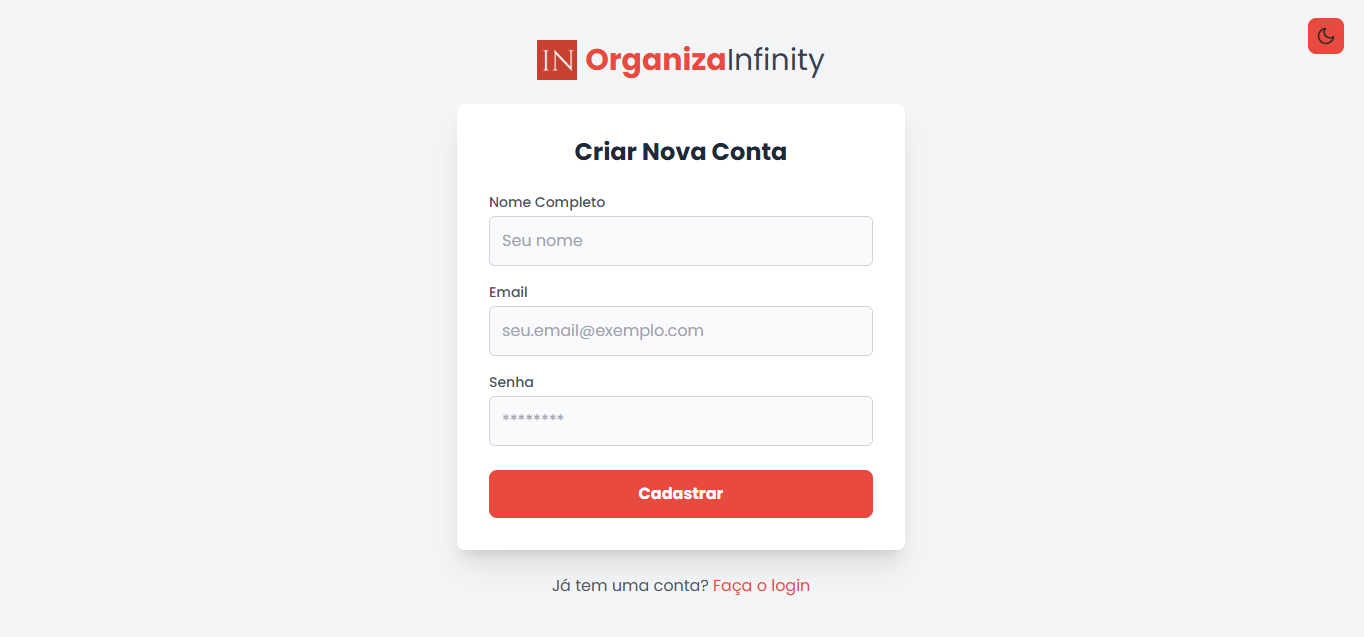 IN OrganizaInfinity
Criar Nova Conta
Nome Completo
Seu nome
Email
seu.email@exemplo.com
Senha
********
Cadastrar
Já tem uma conta? Faça o login